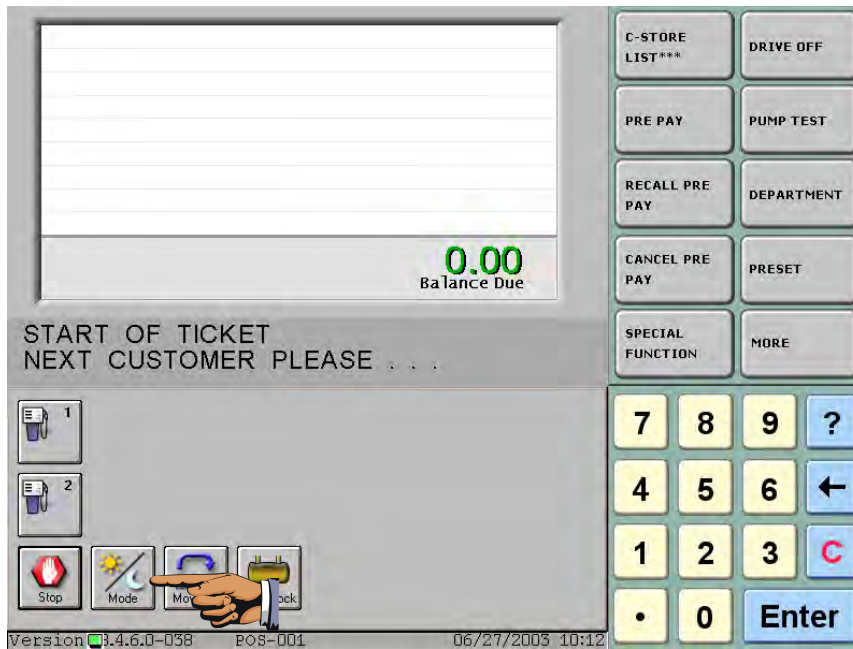 0.00
Balance Due
START OF TICKET
NEXT CUSTOMER PLEASE . . .
C-STORE
LIST***
DRIVE OFF
PRE PAY
PUMP TEST
RECALL PRE
PAY
DEPARTMENT
CANCEL PRE
PAY
PRESET
SPECIAL
FUNCTION
MORE
1
2
Stop
Mode
7 8 9 ?
4 5 6 ←
1 2 3 C
• 0 Enter
Version 3.4.6.0-038 POS-001 06/27/2003 10:12